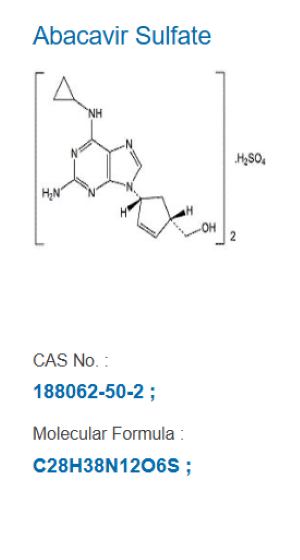 Abacavir Sulfate
NH
N
N
N
N
H₂N
H
H
OH
2
.H₂SO₄
CAS No. :
188062-50-2 ;
Molecular Formula :
C28H38N12O6S ;